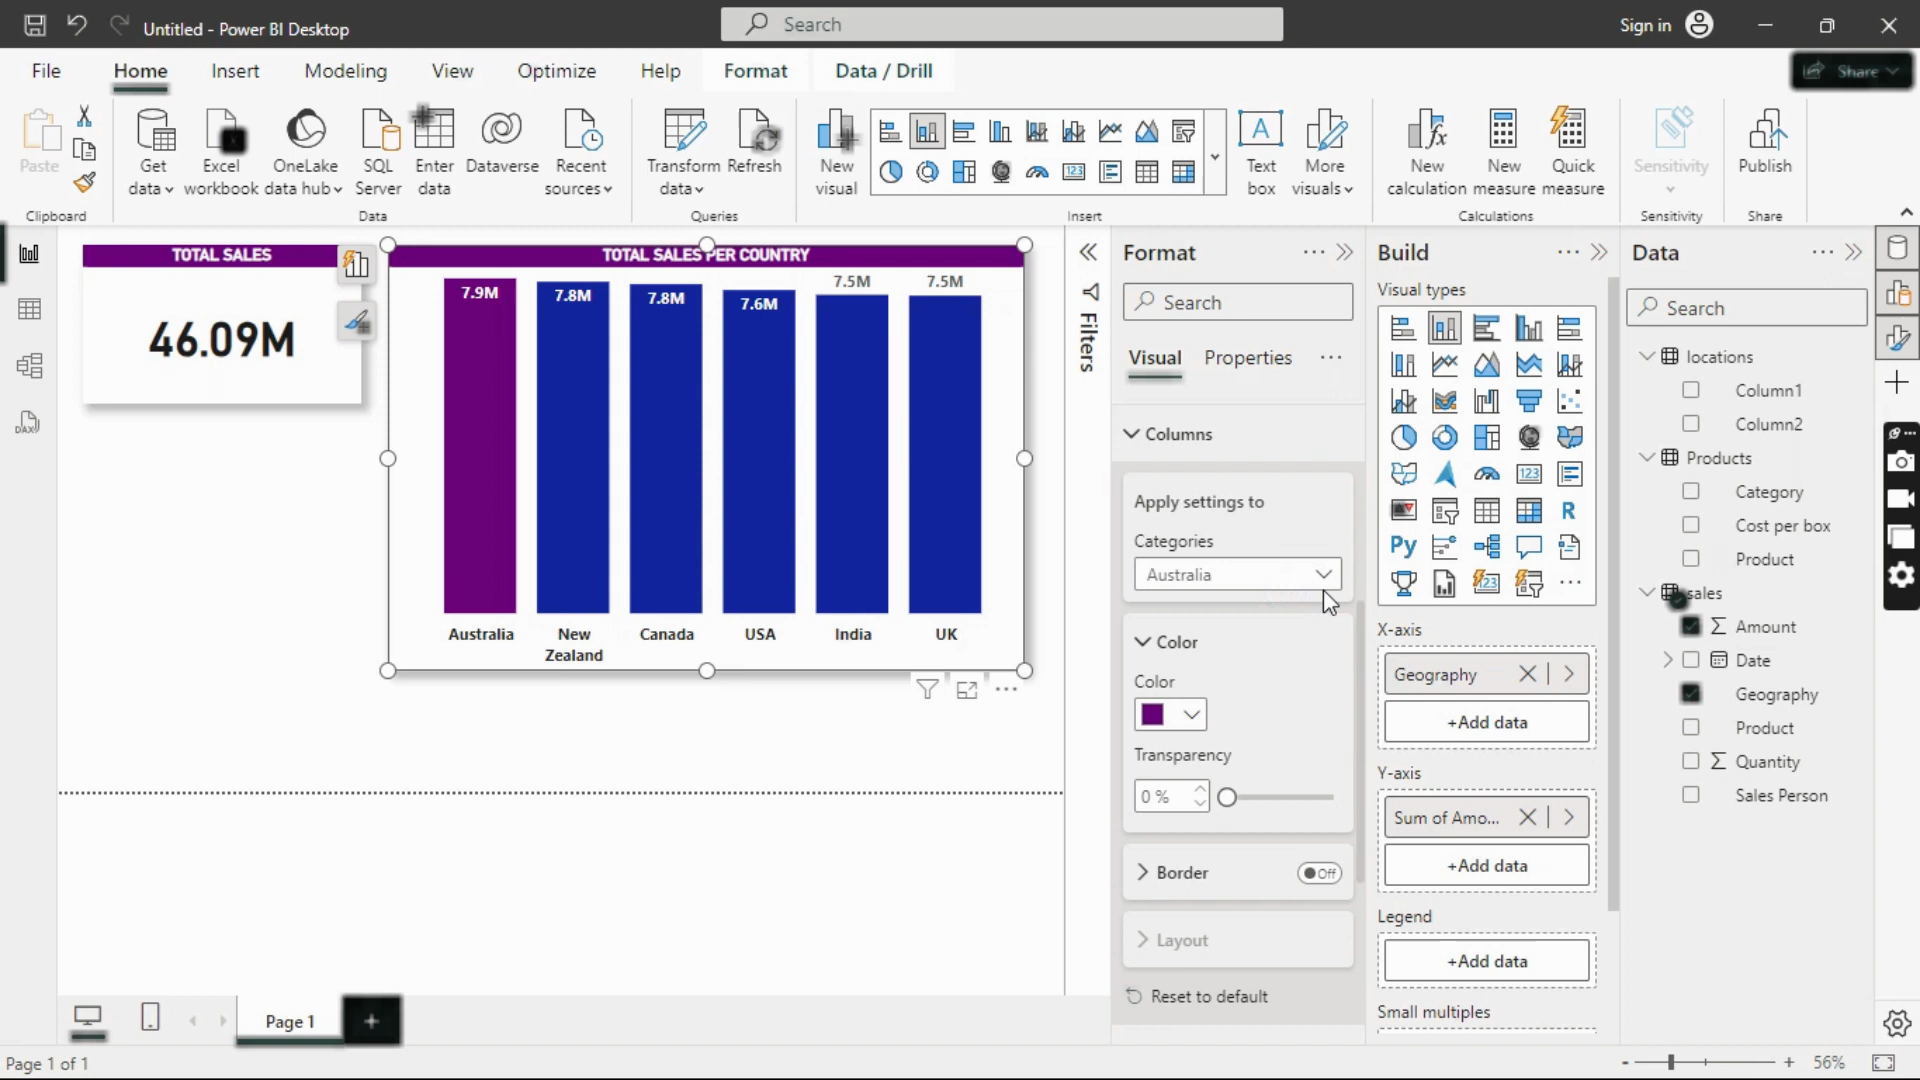 Untitled - Power BI Desktop
Search
Sign in
File
Home
Insert
Modeling
View
Optimize
Help
Format
Data / Drill
Share
Paste
Get data
Excel workbook
OneLake data hub
SQL Server
Enter data
Dataverse
Recent sources
Transform data
Refresh
New visual
Text box
More visuals
New calculation
New measure
Quick measure
Sensitivity
Publish
Clipboard
Data
Queries
Insert
Calculations
Sensitivity
Share
TOTAL SALES
46.09M
TOTAL SALES PER COUNTRY
7.9M
7.8M
7.8M
7.6M
7.5M
7.5M
Australia
New Zealand
Canada
USA
India
UK
DAX
Filters
Format
Search
Visual
Properties
Columns
Apply settings to
Categories
Australia
Color
Color
Transparency
0 %
Border
Off
Layout
Reset to default
Build
Visual types
123
R
Py
123
X-axis
Geography
+Add data
Y-axis
Sum of Amo...
+Add data
Legend
+Add data
Small multiples
Data
Search
locations
Column1
Column2
Products
Category
Cost per box
Product
sales
Amount
Date
Geography
Product
Quantity
Sales Person
Page 1
Page 1 of 1
56%